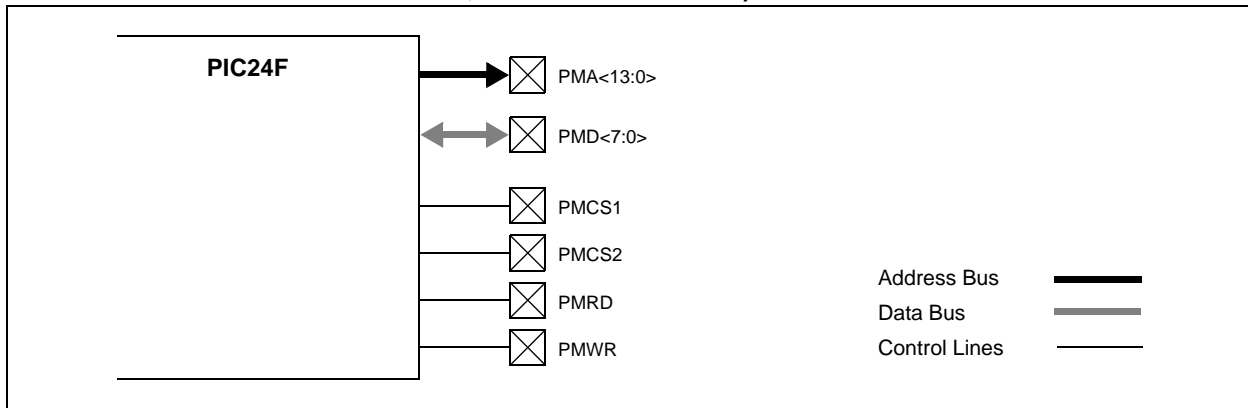 PIC24F
PMA<13:0>
PMD<7:0>
PMCS1
PMCS2
PMRD
PMWR
Address Bus
Data Bus
Control Lines